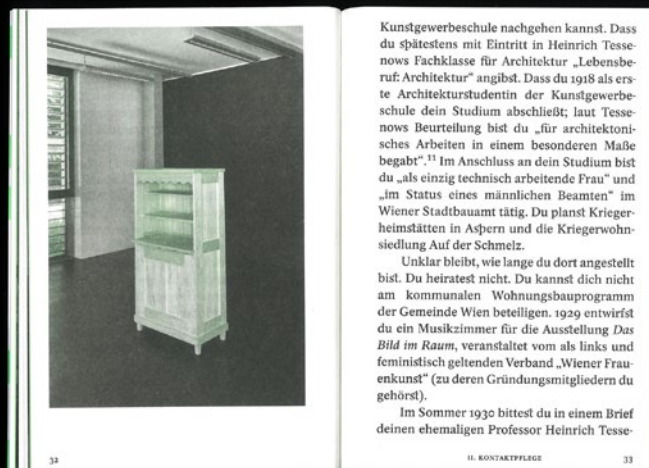 32
Kunstgewerbeschule nachgehen kannst. Dass
du spätestens mit Eintritt in Heinrich Tesse-
nows Fachklasse für Architektur „Lebensbe-
ruf: Architektur“ angibst. Dass du 1918 als ers-
te Architekturstudentin der Kunstgewerbe-
schule dein Studium abschließt; laut Tesse-
nows Beurteilung bist du „für architektoni-
sches Arbeiten in einem besonderen Maße
begabt“.¹¹ Im Anschluss an dein Studium bist
du „als einzig technisch arbeitende Frau“ und
„im Status eines männlichen Beamten“ im
Wiener Stadtbauamt tätig. Du planst Krieger-
heimstätten in Aspern und die Kriegerwohn-
siedlung Auf der Schmelz.
Unklar bleibt, wie lange du dort angestellt
bist. Du heiratest nicht. Du kannst dich nicht
am kommunalen Wohnungsbauprogramm
der Gemeinde Wien beteiligen. 1929 entwirfst
du ein Musikzimmer für die Ausstellung Das
Bild im Raum, veranstaltet vom als links und
feministisch geltenden Verband „Wiener Frau-
enkunst“ (zu deren Gründungsmitgliedern du
gehörst).
Im Sommer 1930 bittest du in einem Brief
deinen ehemaligen Professor Heinrich Tesse-
II. KONTAKTPFLEGE 33